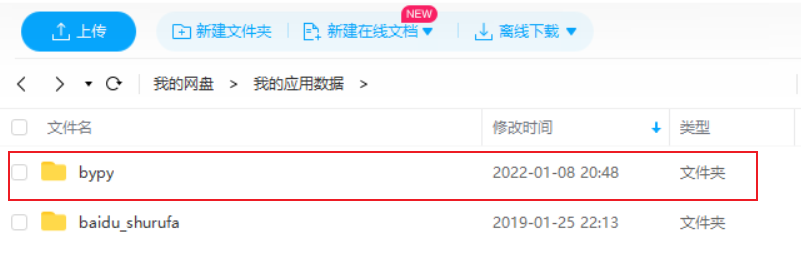 NEW
上传 新建文件夹 新建在线文档 离线下载
我的网盘 > 我的应用数据 >
文件名 修改时间 类型
bypy 2022-01-08 20:48 文件夹
baidu_shurufa 2019-01-25 22:13 文件夹